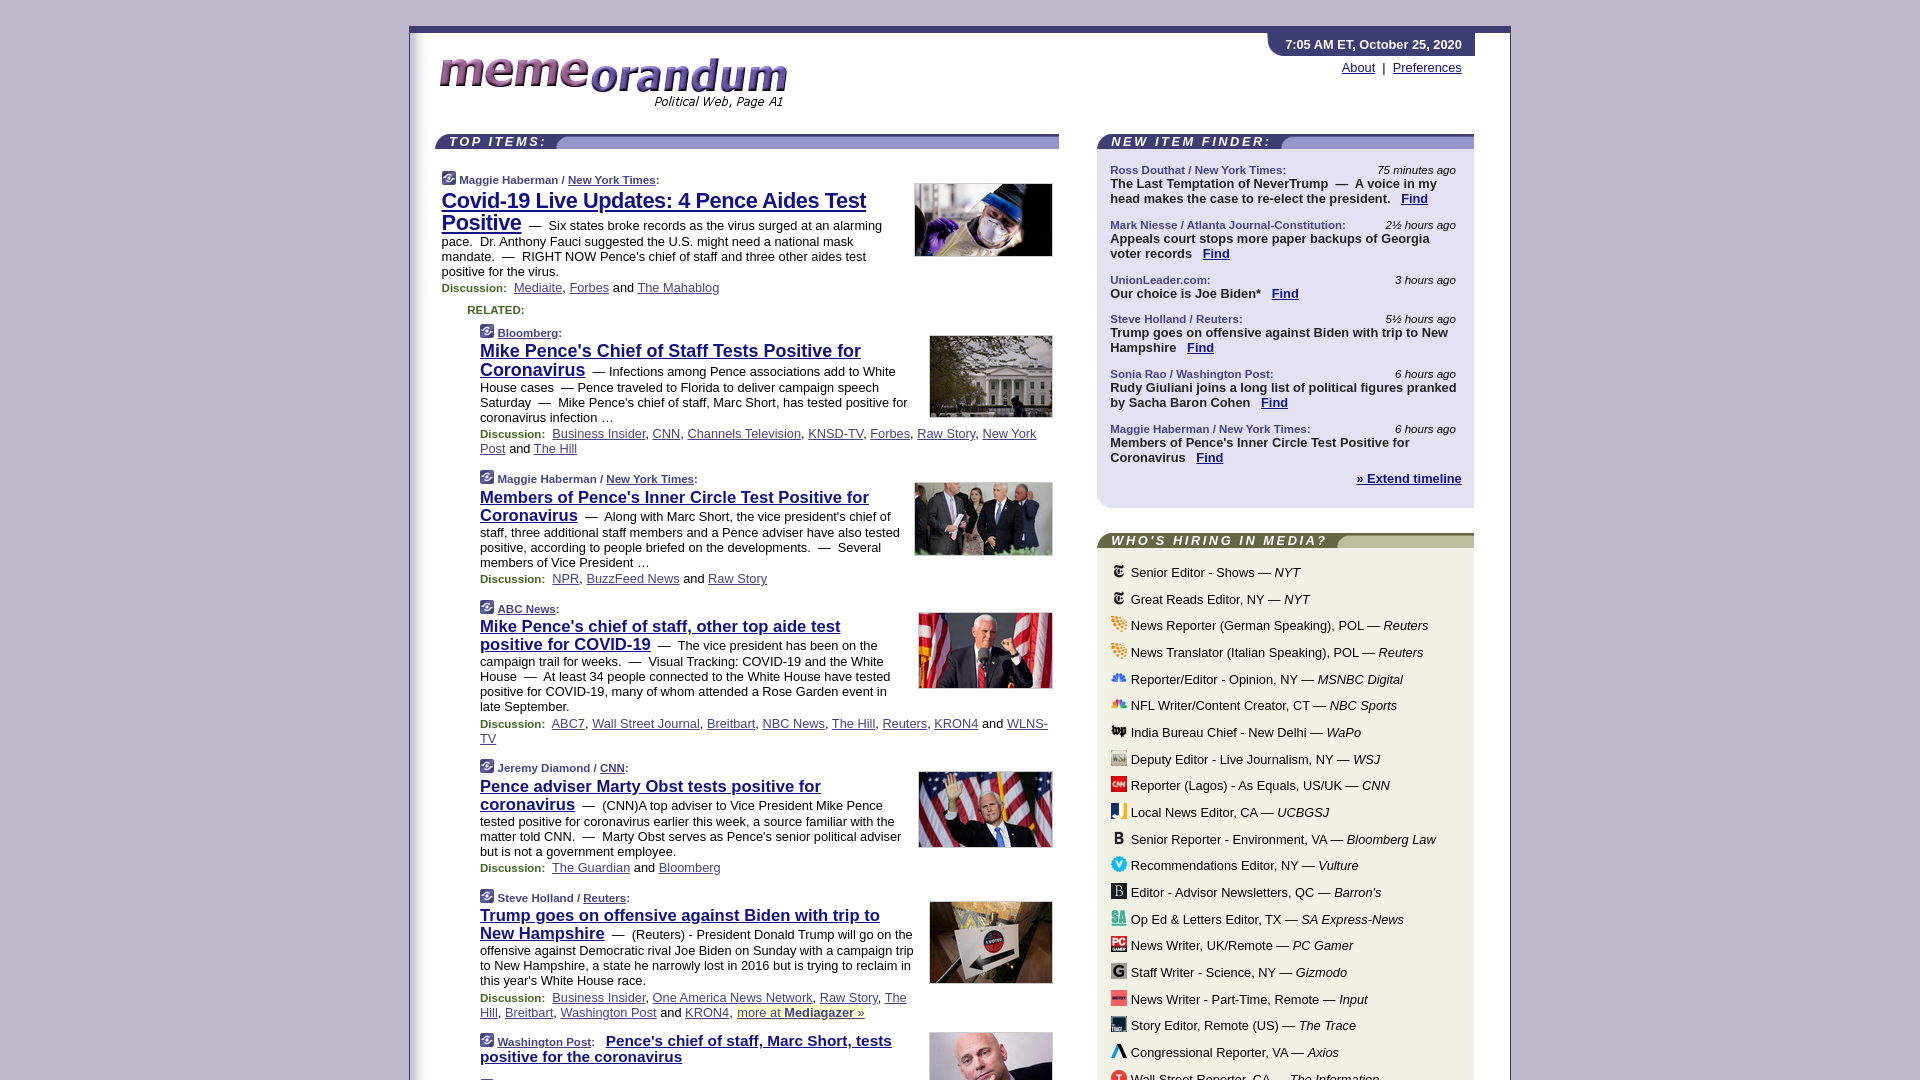 7:05 AM ET, October 25, 2020
memeorandum
Political Web, Page A1
About | Preferences
TOP ITEMS:
Maggie Haberman / New York Times:
Covid-19 Live Updates: 4 Pence Aides Test
Positive — Six states broke records as the virus surged at an alarming
pace. Dr. Anthony Fauci suggested the U.S. might need a national mask
mandate. — RIGHT NOW Pence's chief of staff and three other aides test
positive for the virus.
Discussion: Mediaite, Forbes and The Mahablog
RELATED:
Bloomberg:
Mike Pence's Chief of Staff Tests Positive for
Coronavirus — Infections among Pence associations add to White
House cases — Pence traveled to Florida to deliver campaign speech
Saturday — Mike Pence's chief of staff, Marc Short, has tested positive for
coronavirus infection …
Discussion: Business Insider, CNN, Channels Television, KNSD-TV, Forbes, Raw Story, New York
Post and The Hill
Maggie Haberman / New York Times:
Members of Pence's Inner Circle Test Positive for
Coronavirus — Along with Marc Short, the vice president's chief of
staff, three additional staff members and a Pence adviser have also tested
positive, according to people briefed on the developments. — Several
members of Vice President …
Discussion: NPR, BuzzFeed News and Raw Story
ABC News:
Mike Pence's chief of staff, other top aide test
positive for COVID-19 — The vice president has been on the
campaign trail for weeks. — Visual Tracking: COVID-19 and the White
House — At least 34 people connected to the White House have tested
positive for COVID-19, many of whom attended a Rose Garden event in
late September.
Discussion: ABC7, Wall Street Journal, Breitbart, NBC News, The Hill, Reuters, KRON4 and WLNS-
TV
Jeremy Diamond / CNN:
Pence adviser Marty Obst tests positive for
coronavirus — (CNN)A top adviser to Vice President Mike Pence
tested positive for coronavirus earlier this week, a source familiar with the
matter told CNN. — Marty Obst serves as Pence's senior political adviser
but is not a government employee.
Discussion: The Guardian and Bloomberg
Steve Holland / Reuters:
Trump goes on offensive against Biden with trip to
New Hampshire — (Reuters) - President Donald Trump will go on the
offensive against Democratic rival Joe Biden on Sunday with a campaign trip
to New Hampshire, a state he narrowly lost in 2016 but is trying to reclaim in
this year's White House race.
Discussion: Business Insider, One America News Network, Raw Story, The
Hill, Breitbart, Washington Post and KRON4, more at Mediagazer »
Washington Post: Pence's chief of staff, Marc Short, tests
positive for the coronavirus
NEW ITEM FINDER:
Ross Douthat / New York Times: 75 minutes ago
The Last Temptation of NeverTrump — A voice in my
head makes the case to re-elect the president. Find
Mark Niesse / Atlanta Journal-Constitution: 2½ hours ago
Appeals court stops more paper backups of Georgia
voter records Find
UnionLeader.com: 3 hours ago
Our choice is Joe Biden* Find
Steve Holland / Reuters: 5½ hours ago
Trump goes on offensive against Biden with trip to New
Hampshire Find
Sonia Rao / Washington Post: 6 hours ago
Rudy Giuliani joins a long list of political figures pranked
by Sacha Baron Cohen Find
Maggie Haberman / New York Times: 6 hours ago
Members of Pence's Inner Circle Test Positive for
Coronavirus Find
» Extend timeline
WHO'S HIRING IN MEDIA?
Senior Editor - Shows — NYT
Great Reads Editor, NY — NYT
News Reporter (German Speaking), POL — Reuters
News Translator (Italian Speaking), POL — Reuters
Reporter/Editor - Opinion, NY — MSNBC Digital
NFL Writer/Content Creator, CT — NBC Sports
India Bureau Chief - New Delhi — WaPo
Deputy Editor - Live Journalism, NY — WSJ
Reporter (Lagos) - As Equals, US/UK — CNN
Local News Editor, CA — UCBGSJ
Senior Reporter - Environment, VA — Bloomberg Law
Recommendations Editor, NY — Vulture
Editor - Advisor Newsletters, QC — Barron's
Op Ed & Letters Editor, TX — SA Express-News
News Writer, UK/Remote — PC Gamer
Staff Writer - Science, NY — Gizmodo
News Writer - Part-Time, Remote — Input
Story Editor, Remote (US) — The Trace
Congressional Reporter, VA — Axios
Wall Street Reporter, CA — The Information